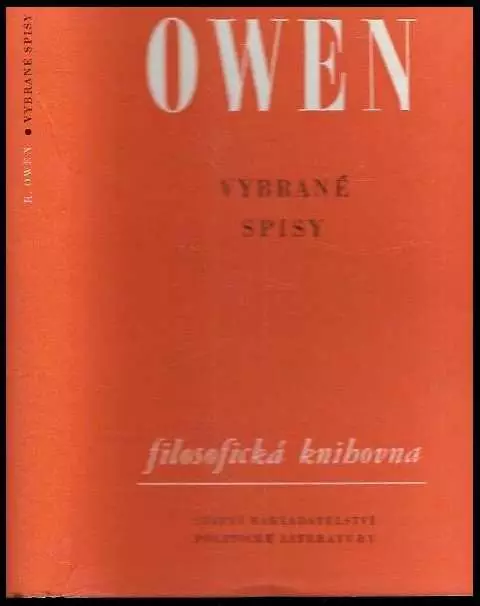 R. OWEN ● VYBRANÉ SPISY
OWEN
VYBRANÉ
SPISY
filosofická knihovna
STÁTNÍ NAKLADATELSTVÍ
POLITICKÉ LITERATURY